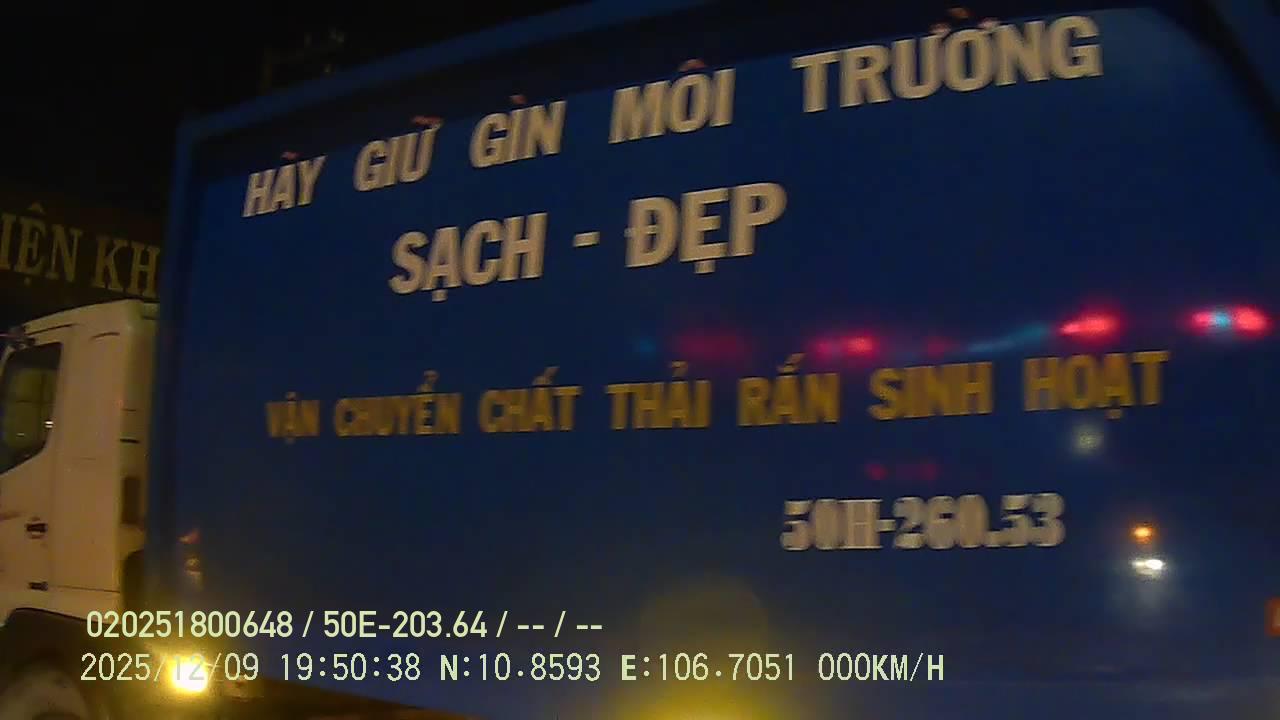 HÃY GIỮ GÌN MÔI TRƯỜNG
SẠCH - ĐẸP
IỆN KH
VẬN CHUYỂN CHẤT THẢI RẮN SINH HOẠT
50H-260.53
020251800648 / 50E-203.64 / -- / --
2025/12/09 19:50:38 N:10.8593 E:106.7051 000KM/H